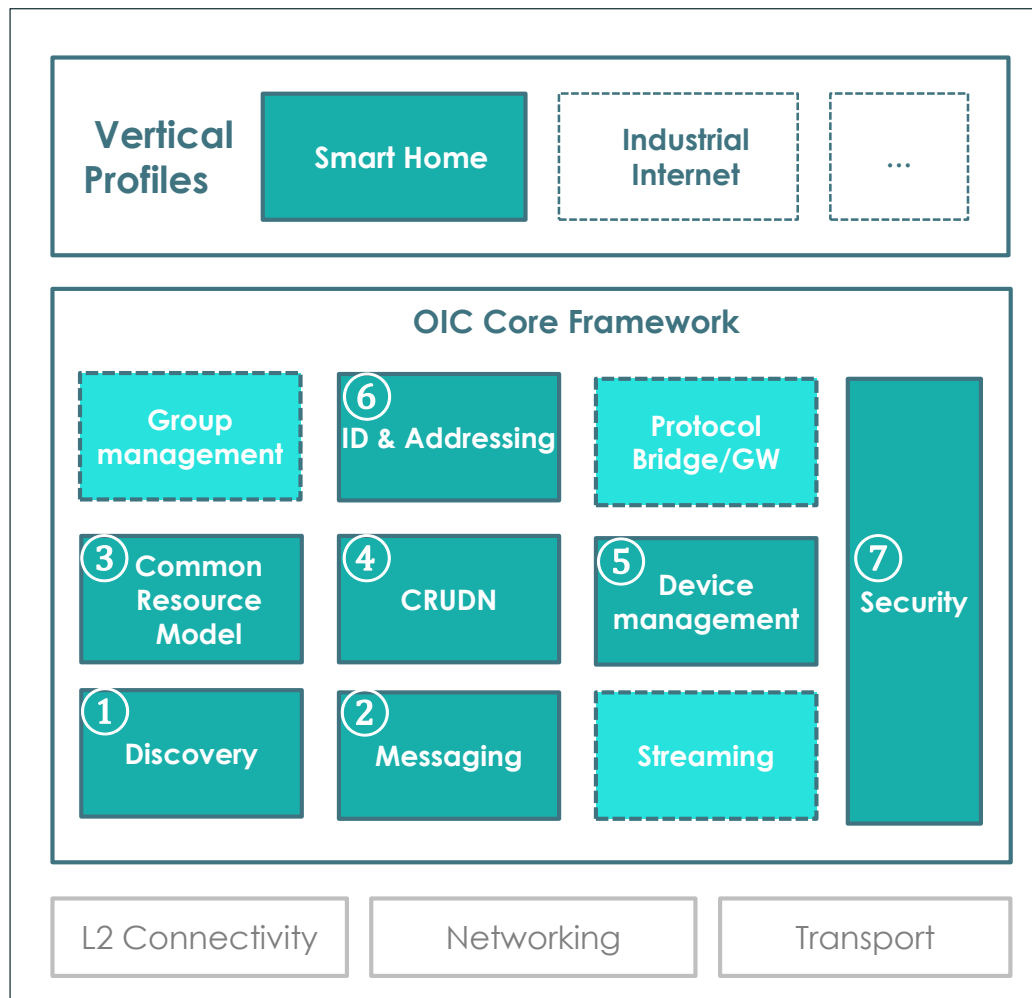 Vertical
Profiles
Smart Home
Industrial
Internet
...
OIC Core Framework
Group
management
⑥
ID & Addressing
Protocol
Bridge/GW
③
Common
Resource
Model
④
CRUDN
⑤
Device
management
⑦
Security
①
Discovery
②
Messaging
Streaming
L2 Connectivity
Networking
Transport